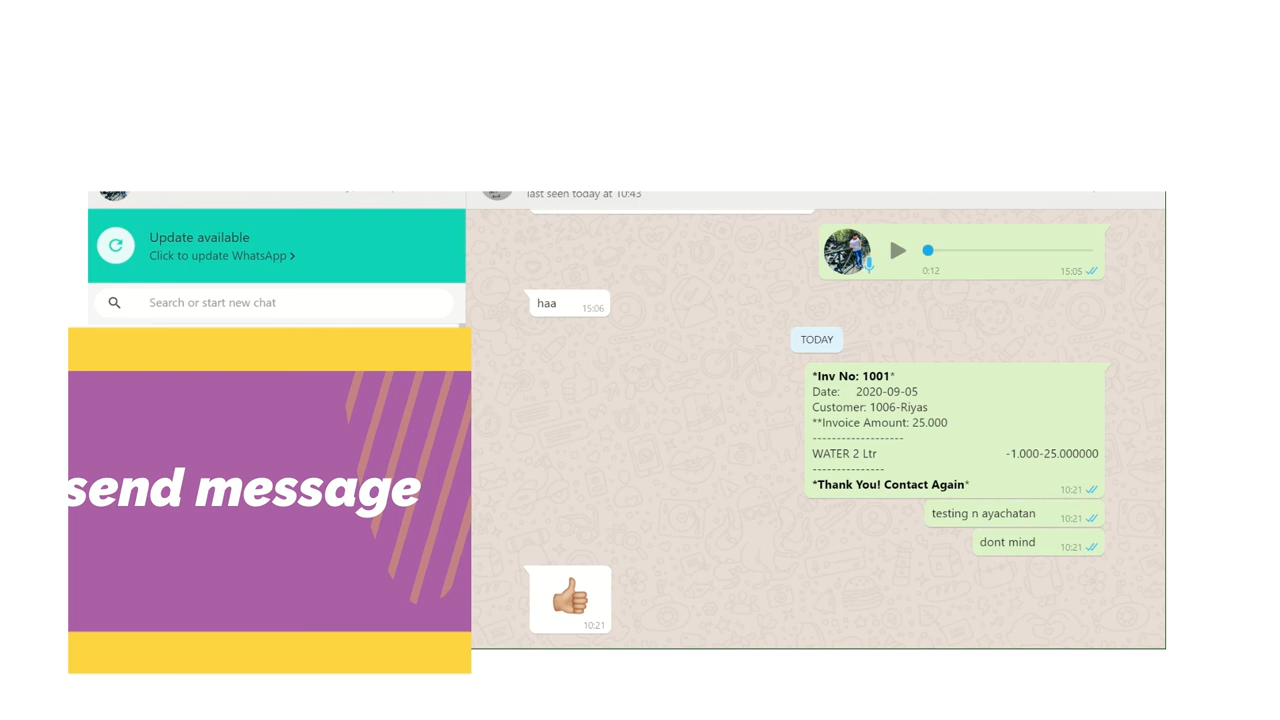 last seen today at 10:43
Update available
Click to update WhatsApp
Search or start new chat
send message
0:12
15:05
haa
15:06
TODAY
*Inv No: 1001*
Date: 2020-09-05
Customer: 1006-Riyas
**Invoice Amount: 25.000
-------------------
WATER 2 Ltr -1.000-25.000000
---------------
*Thank You! Contact Again*
10:21
testing n ayachatan
10:21
dont mind
10:21
10:21